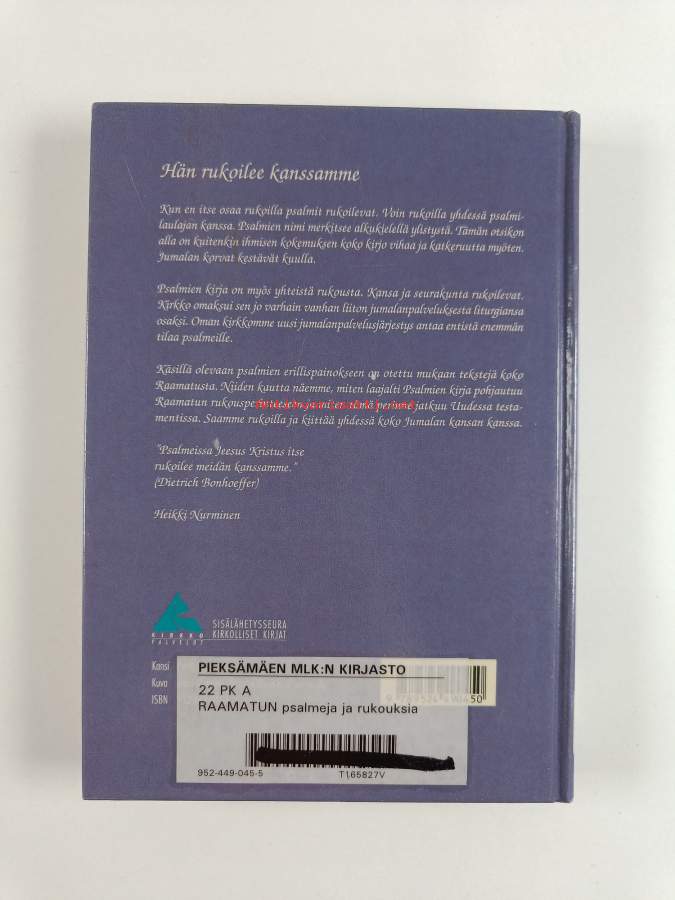 Hän rukoilee kanssamme
Kun en itse osaa rukoilla psalmit rukoilevat. Voin rukoilla yhdessä psalmi-
laulajan kanssa. Psalmien nimi merkitsee alkukielellä ylistystä. Tämän otsikon
alla on kuitenkin ihmisen kokemuksen koko kirjo vihaa ja katkeruutta myöten.
Jumalan korvat kestävät kuulla.
Psalmien kirja on myös yhteistä rukousta. Kansa ja seurakunta rukoilevat.
Kirkko omaksui sen jo varhain vanhan liiton jumalanpalveluksesta liturgiansa
osaksi. Oman kirkkomme uusi jumalanpalvelusjärjestys antaa entistä enemmän
tilaa psalmeille.
Käsillä olevaan psalmien erillispainokseen on otettu mukaan tekstejä koko
Raamatusta. Niiden kautta näemme, miten laajalti Psalmien kirja pohjautuu
Raamatun jatkuu Uudessa testa-
mentissa. Saamme rukoilla ja kiittää yhdessä koko Jumalan kansan kanssa.
"Psalmeissa Jeesus Kristus itse
rukoilee meidän kanssamme."
(Dietrich Bonhoeffer)
Heikki Nurminen
KIRKKO
PALVELUT
SISÄLÄHETYSSEURA
KIRKOLLISET KIRJAT
Kansi
Kuva
ISBN
PIEKSÄMÄEN MLK:N KIRJASTO
22 PK A
RAAMATUN psalmeja ja rukouksia
952-449-045-5 T165827V